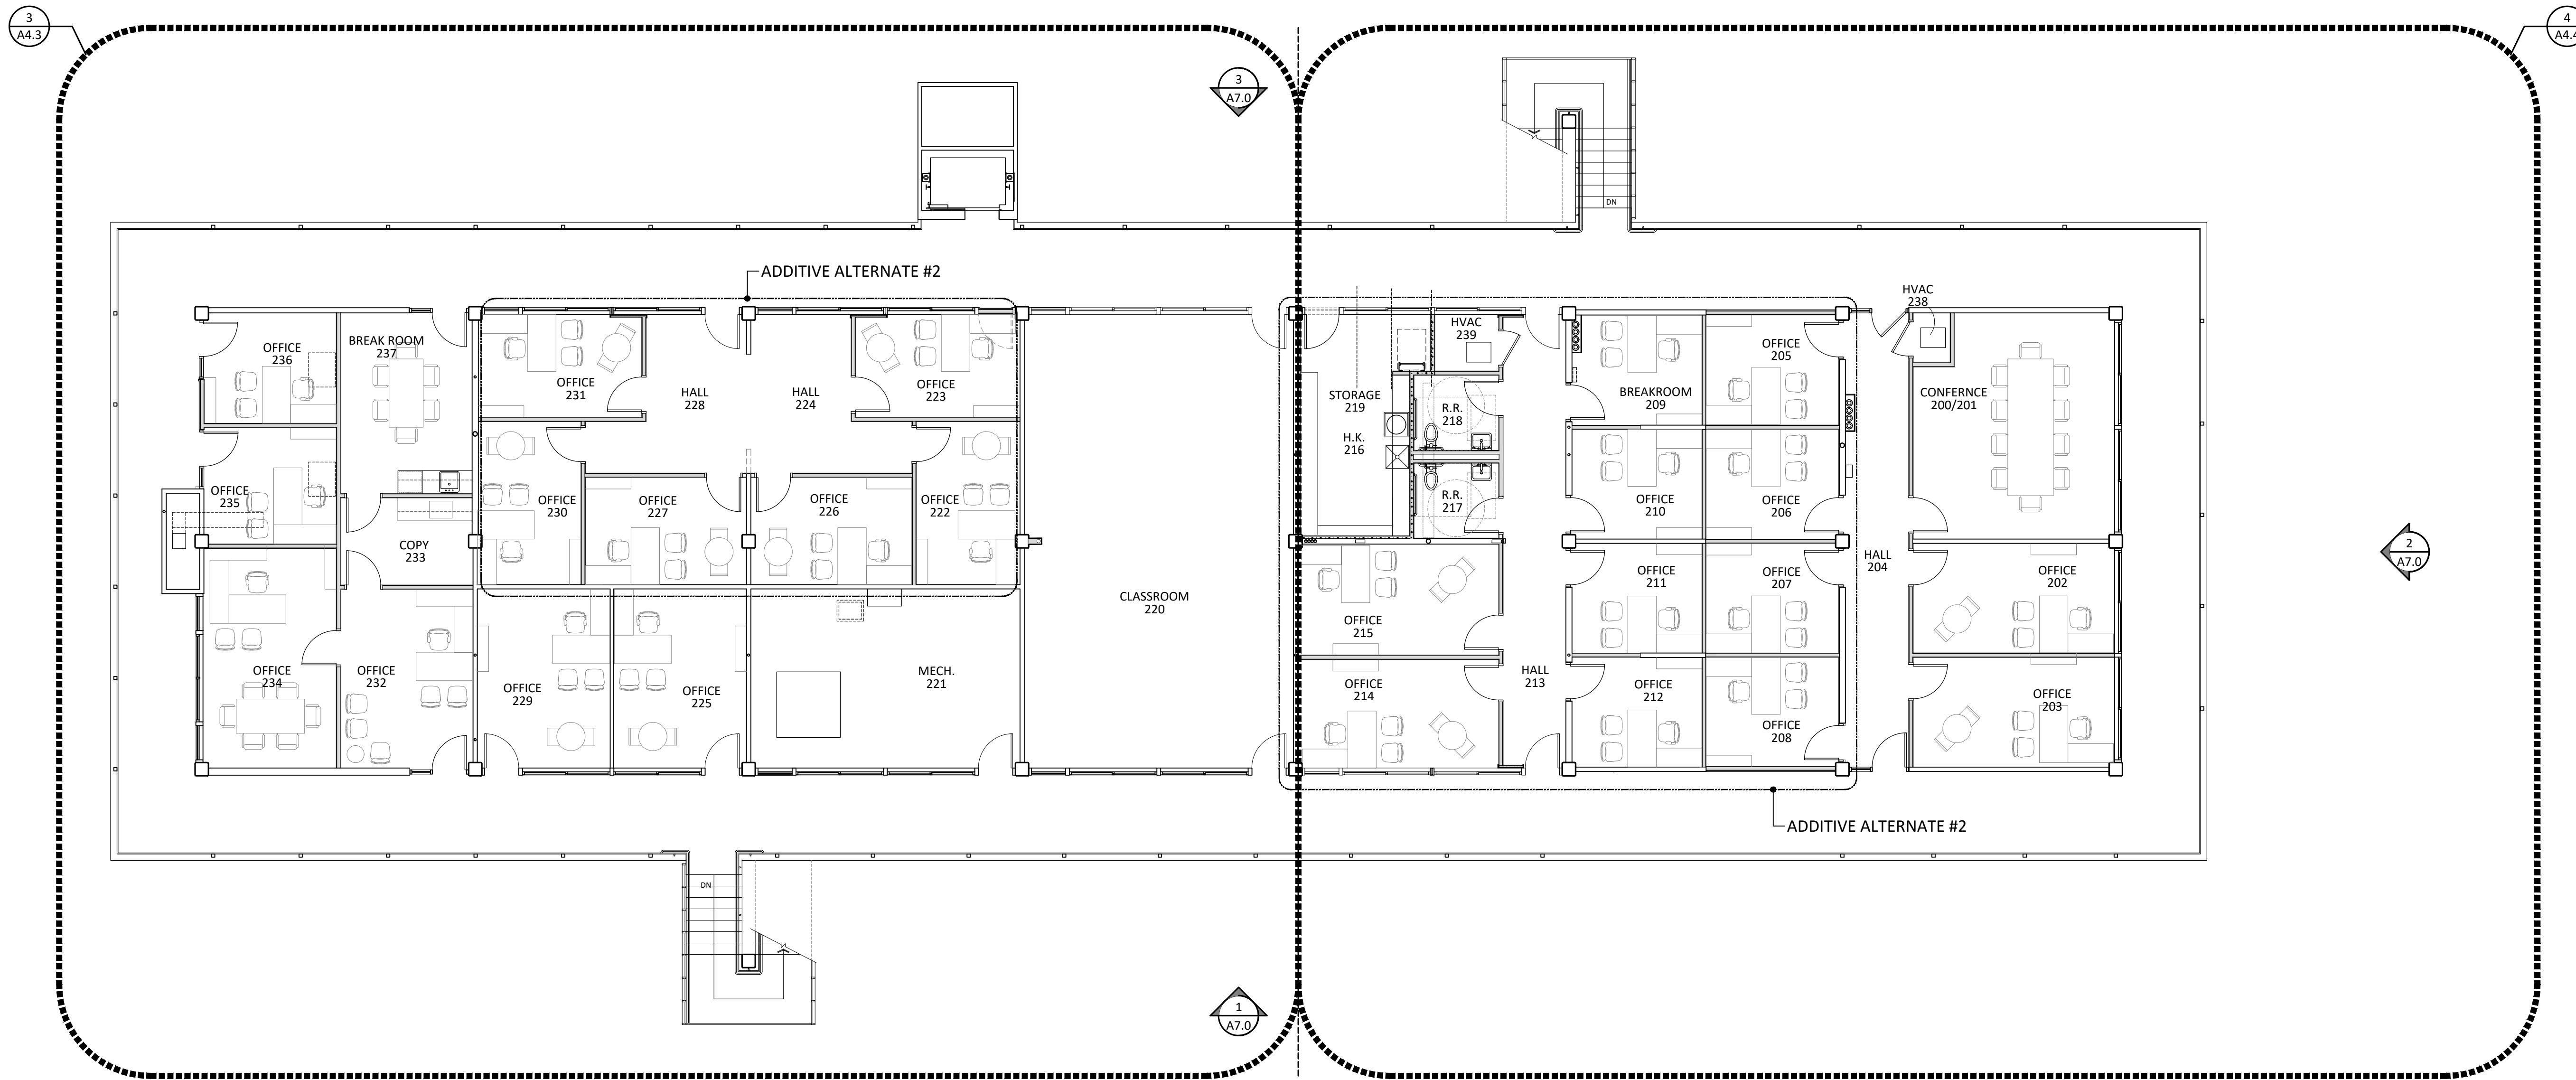 3
A4.3
4
A4.4
3
A7.0
DN
ADDITIVE ALTERNATE #2
HVAC
238
OFFICE
236
BREAK ROOM
237
OFFICE
231
HALL
228
HALL
224
OFFICE
223
STORAGE
219
HVAC
239
R.R.
218
BREAKROOM
209
OFFICE
205
CONFERNCE
200/201
H.K.
216
OFFICE
235
OFFICE
230
OFFICE
227
OFFICE
226
OFFICE
222
R.R.
217
OFFICE
210
OFFICE
206
COPY
233
HALL
204
2
A7.0
CLASSROOM
220
OFFICE
215
OFFICE
211
OFFICE
207
OFFICE
202
OFFICE
234
OFFICE
232
OFFICE
229
OFFICE
225
MECH.
221
OFFICE
214
HALL
213
OFFICE
212
OFFICE
208
OFFICE
203
ADDITIVE ALTERNATE #2
DN
1
A7.0